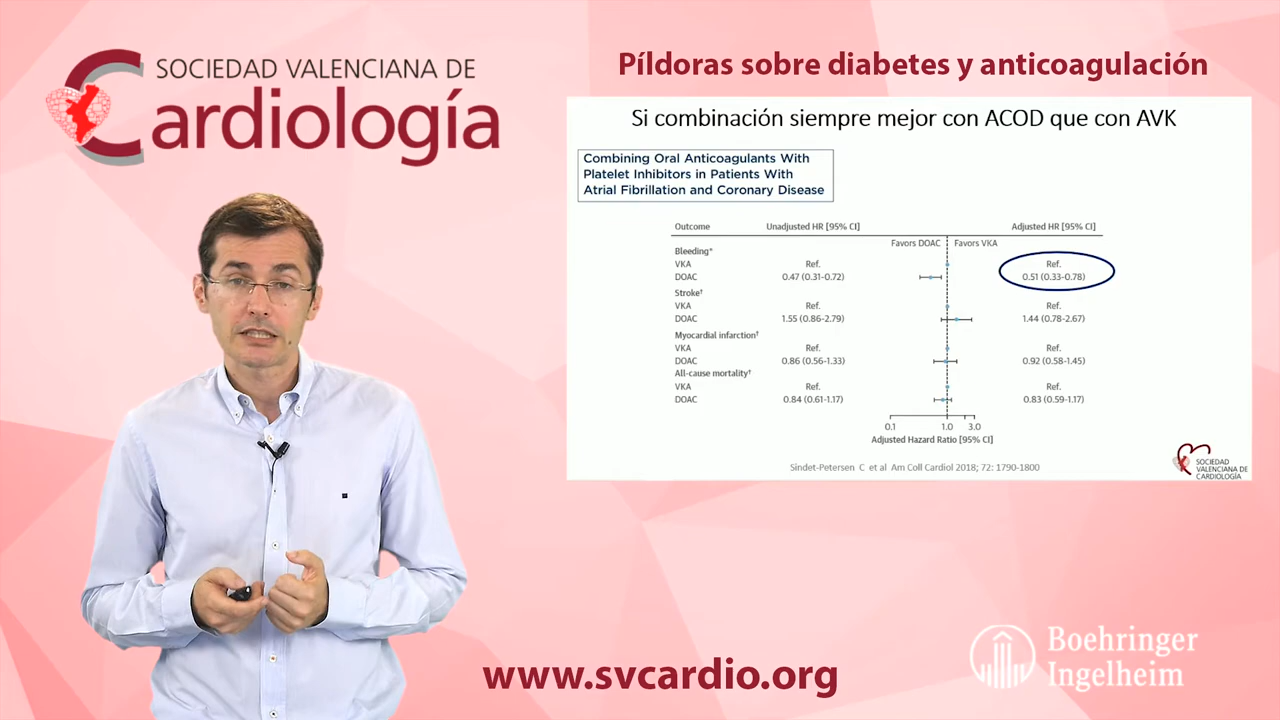 SOCIEDAD VALENCIANA DE
Cardiología
Píldoras sobre diabetes y anticoagulación
Si combinación siempre mejor con ACOD que con AVK
Combining Oral Anticoagulants With
Platelet Inhibitors in Patients With
Atrial Fibrillation and Coronary Disease
Outcome Unadjusted HR [95% CI] Adjusted HR [95% CI]
Favors DOAC Favors VKA
Bleeding*
VKA Ref. Ref.
DOAC 0.47 (0.31-0.72) 0.51 (0.33-0.78)
Stroke†
VKA Ref. Ref.
DOAC 1.55 (0.86-2.79) 1.44 (0.78-2.67)
Myocardial infarction†
VKA Ref. Ref.
DOAC 0.86 (0.56-1.33) 0.92 (0.58-1.45)
All-cause mortality†
VKA Ref. Ref.
DOAC 0.84 (0.61-1.17) 0.83 (0.59-1.17)
0.1 1.0 3.0
Adjusted Hazard Ratio [95% CI]
Sindet-Petersen C et al Am Coll Cardiol 2018; 72: 1790-1800
SOCIEDAD
VALENCIANA DE
CARDIOLOGÍA
www.svcardio.org
Boehringer
Ingelheim